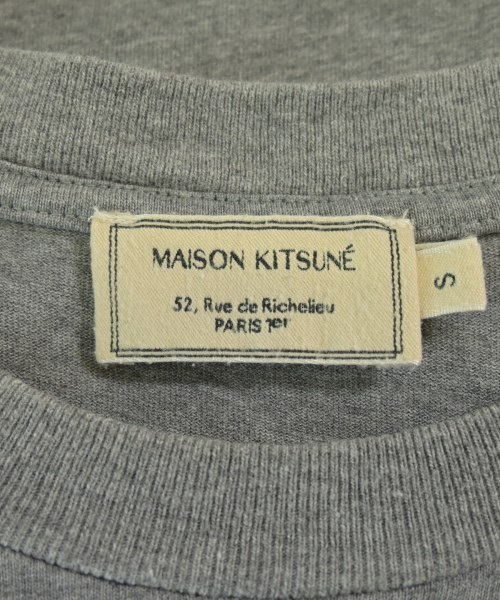 MAISON KITSUNÉ
52, Rue de Richelieu
PARIS 1er
S